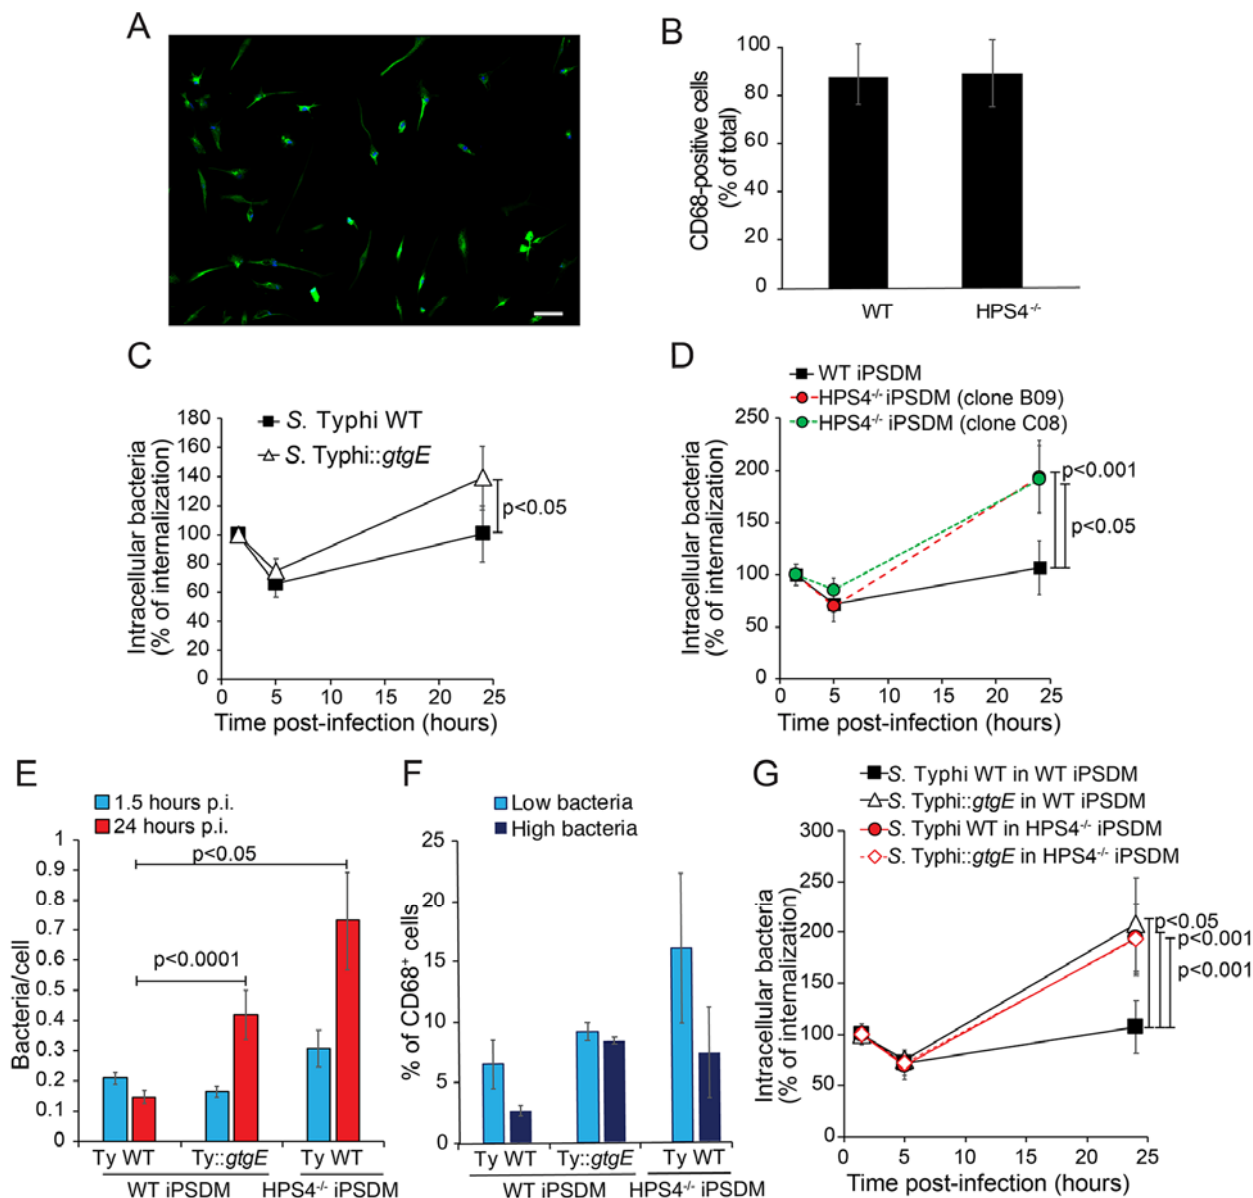 A
B
CD68-positive cells
(% of total)
100
80
60
40
20
0
WT
HPS4-/-
C
S. Typhi WT
S. Typhi::gtgE
Intracellular bacteria
(% of internalization)
180
160
140
120
100
80
60
40
20
0
p<0.05
0 5 10 15 20 25
Time post-infection (hours)
D
WT iPSDM
HPS4-/- iPSDM (clone B09)
HPS4-/- iPSDM (clone C08)
Intracellular bacteria
(% of internalization)
250
200
150
100
50
0
p<0.001
p<0.05
0 5 10 15 20 25
Time post-infection (hours)
E
1.5 hours p.i.
24 hours p.i.
Bacteria/cell
1
0.9
0.8
0.7
0.6
0.5
0.4
0.3
0.2
0.1
0
p<0.05
p<0.0001
Ty WT Ty::gtgE Ty WT
WT iPSDM HPS4-/- iPSDM
F
Low bacteria
High bacteria
% of CD68+ cells
25
20
15
10
5
0
Ty WT Ty::gtgE Ty WT
WT iPSDM HPS4-/- iPSDM
G
S. Typhi WT in WT iPSDM
S. Typhi::gtgE in WT iPSDM
S. Typhi WT in HPS4-/- iPSDM
S. Typhi::gtgE in HPS4-/- iPSDM
Intracellular bacteria
(% of internalization)
300
250
200
150
100
50
0
p<0.05
p<0.001
p<0.001
0 5 10 15 20 25
Time post-infection (hours)